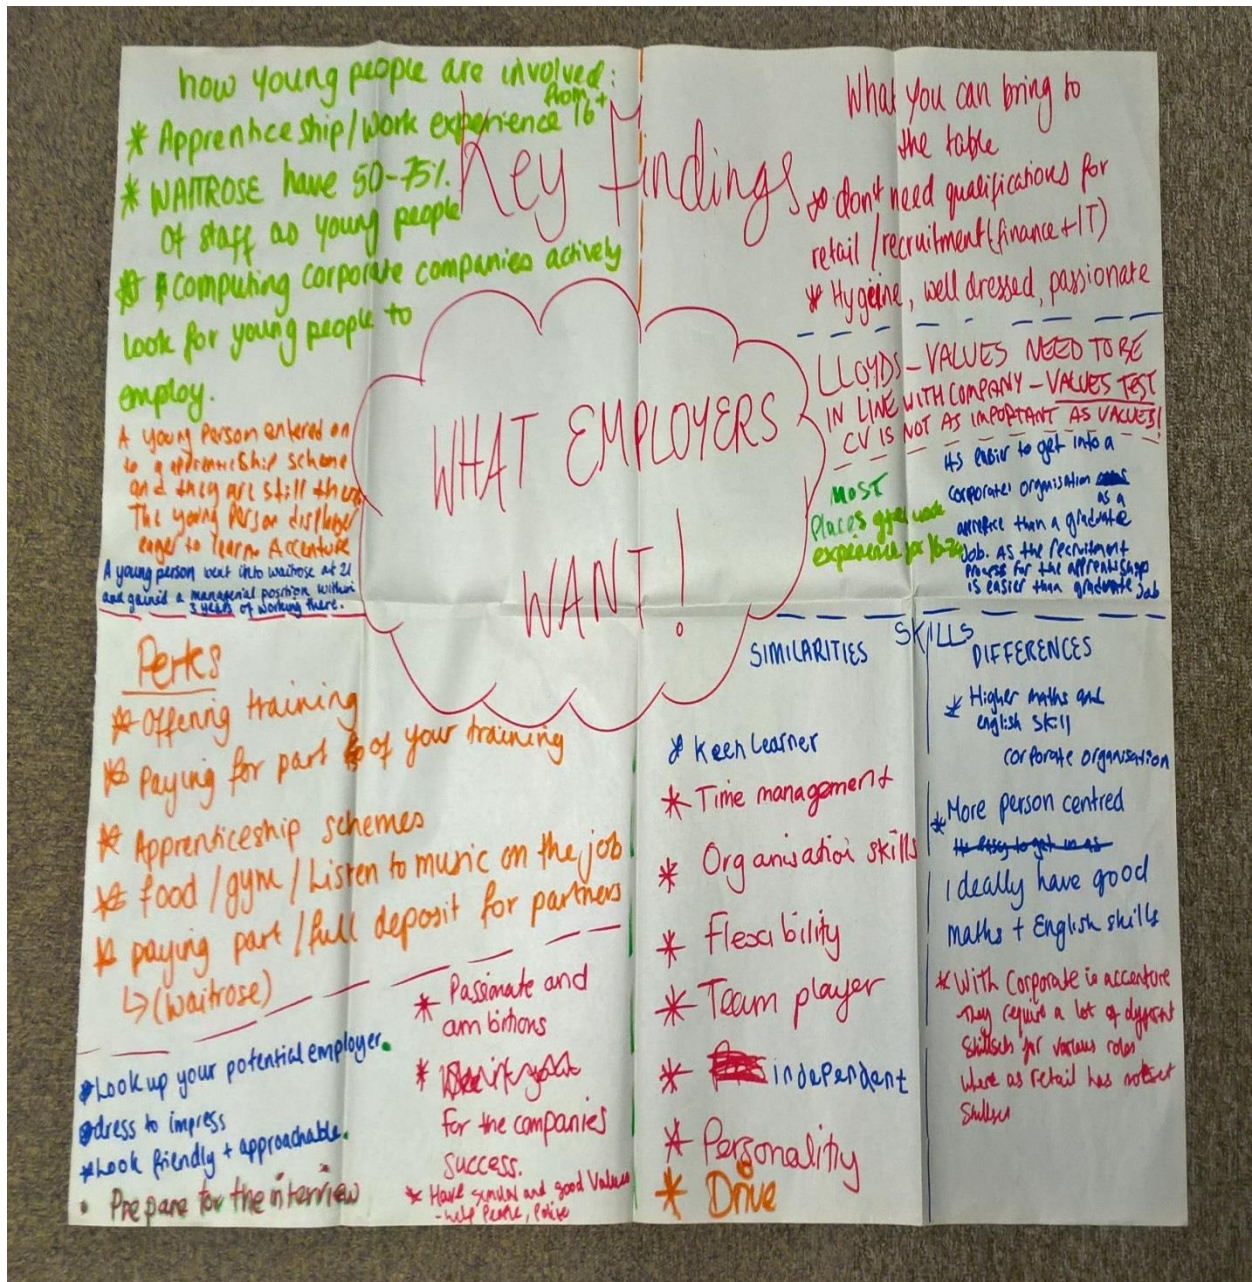 Key Findings
WHAT EMPLOYERS
WANT!
how young people are involved:
from
* Apprenticeship/work experience 16+
* WAITROSE have 50-75%
of staff as young people
* computing corporate companies actively
look for young people to
employ.
A young person entered on
to a apprenticeship scheme
and they are still there
The young person displayed
eager to learn Accenture
A young person went into waitrose at 21
and gained a managerial position within
3 years of working there.
What you can bring to
the table
* don't need qualifications for
retail/recruitment (finance + IT)
* Hygeine, well dressed, passionate
LLOYDS - VALUES NEED TO BE
IN LINE WITH COMPANY - VALUES TEST
CV IS NOT AS IMPORTANT AS VALUES!
MOST
places give work
experience for 16-24
its easier to get into a
corporate organisation
as a
than a graduate
Job. As the recruitment
process for the
is easier than graduate Job
Perks
* Offering training
* paying for part of your training
* Apprenticeship schemes
* food/gym/Listen to music on the job
* paying part/full deposit for partners
↳ (waitrose)
* Look up your potential employer.
* dress to impress
* Look friendly + approachable.
• Prepare for the interview
* Passionate and
ambitions
*
for the companies
success.
* Have similar and good values
- help people, polite
SKILLS
SIMILARITIES
* Keen learner
* Time management
* Organisation skills
* Flexibility
* Team player
* independent
* Personality
* Drive
DIFFERENCES
* Higher maths and
english skill
corporate organisation
* More person centred
Ideally have good
maths + English skills
* With Corporate ie accenture
they require a lot of different
skillsets for various roles
where as retail has